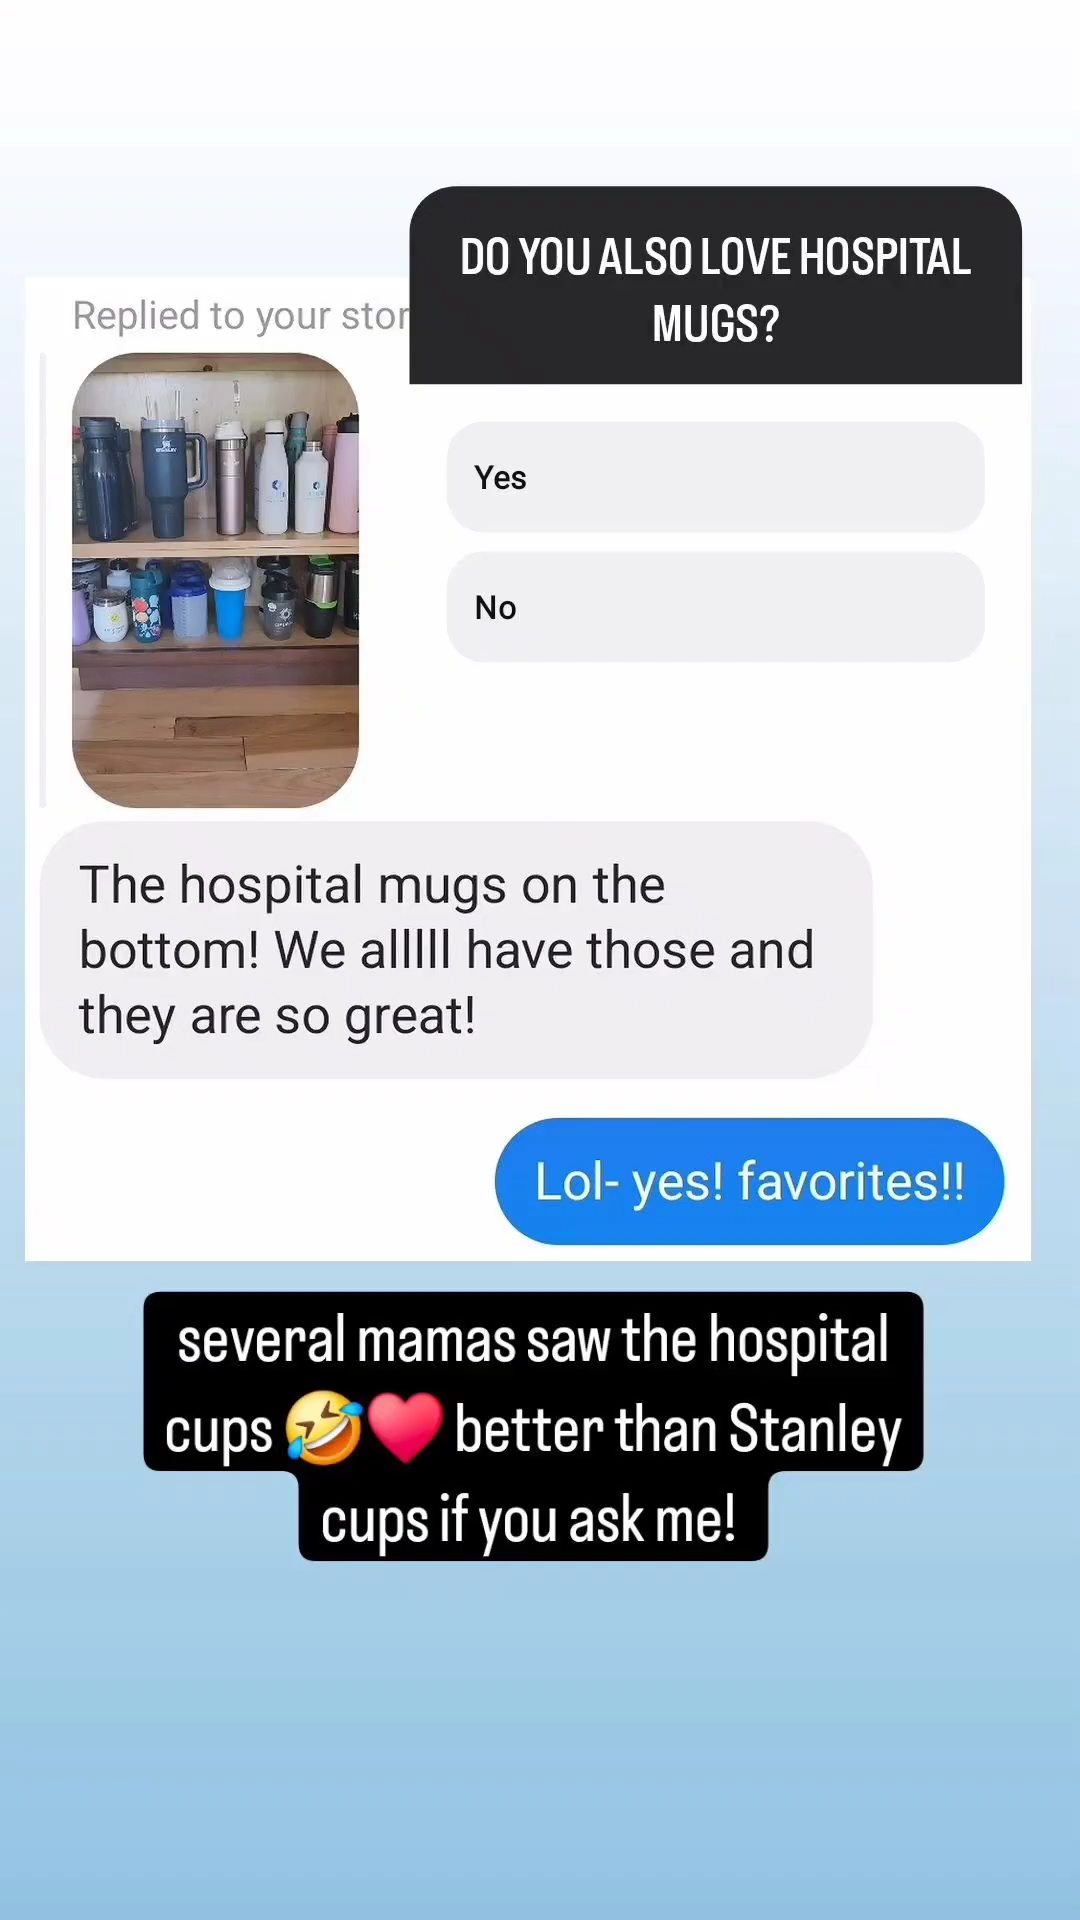 DO YOU ALSO LOVE HOSPITAL
MUGS?
Replied to your stor
STANLEY
Yes
No
The hospital mugs on the
bottom! We alllll have those and
they are so great!
Lol- yes! favorites!!
several mamas saw the hospital
cups 🤣♥️ better than Stanley
cups if you ask me!